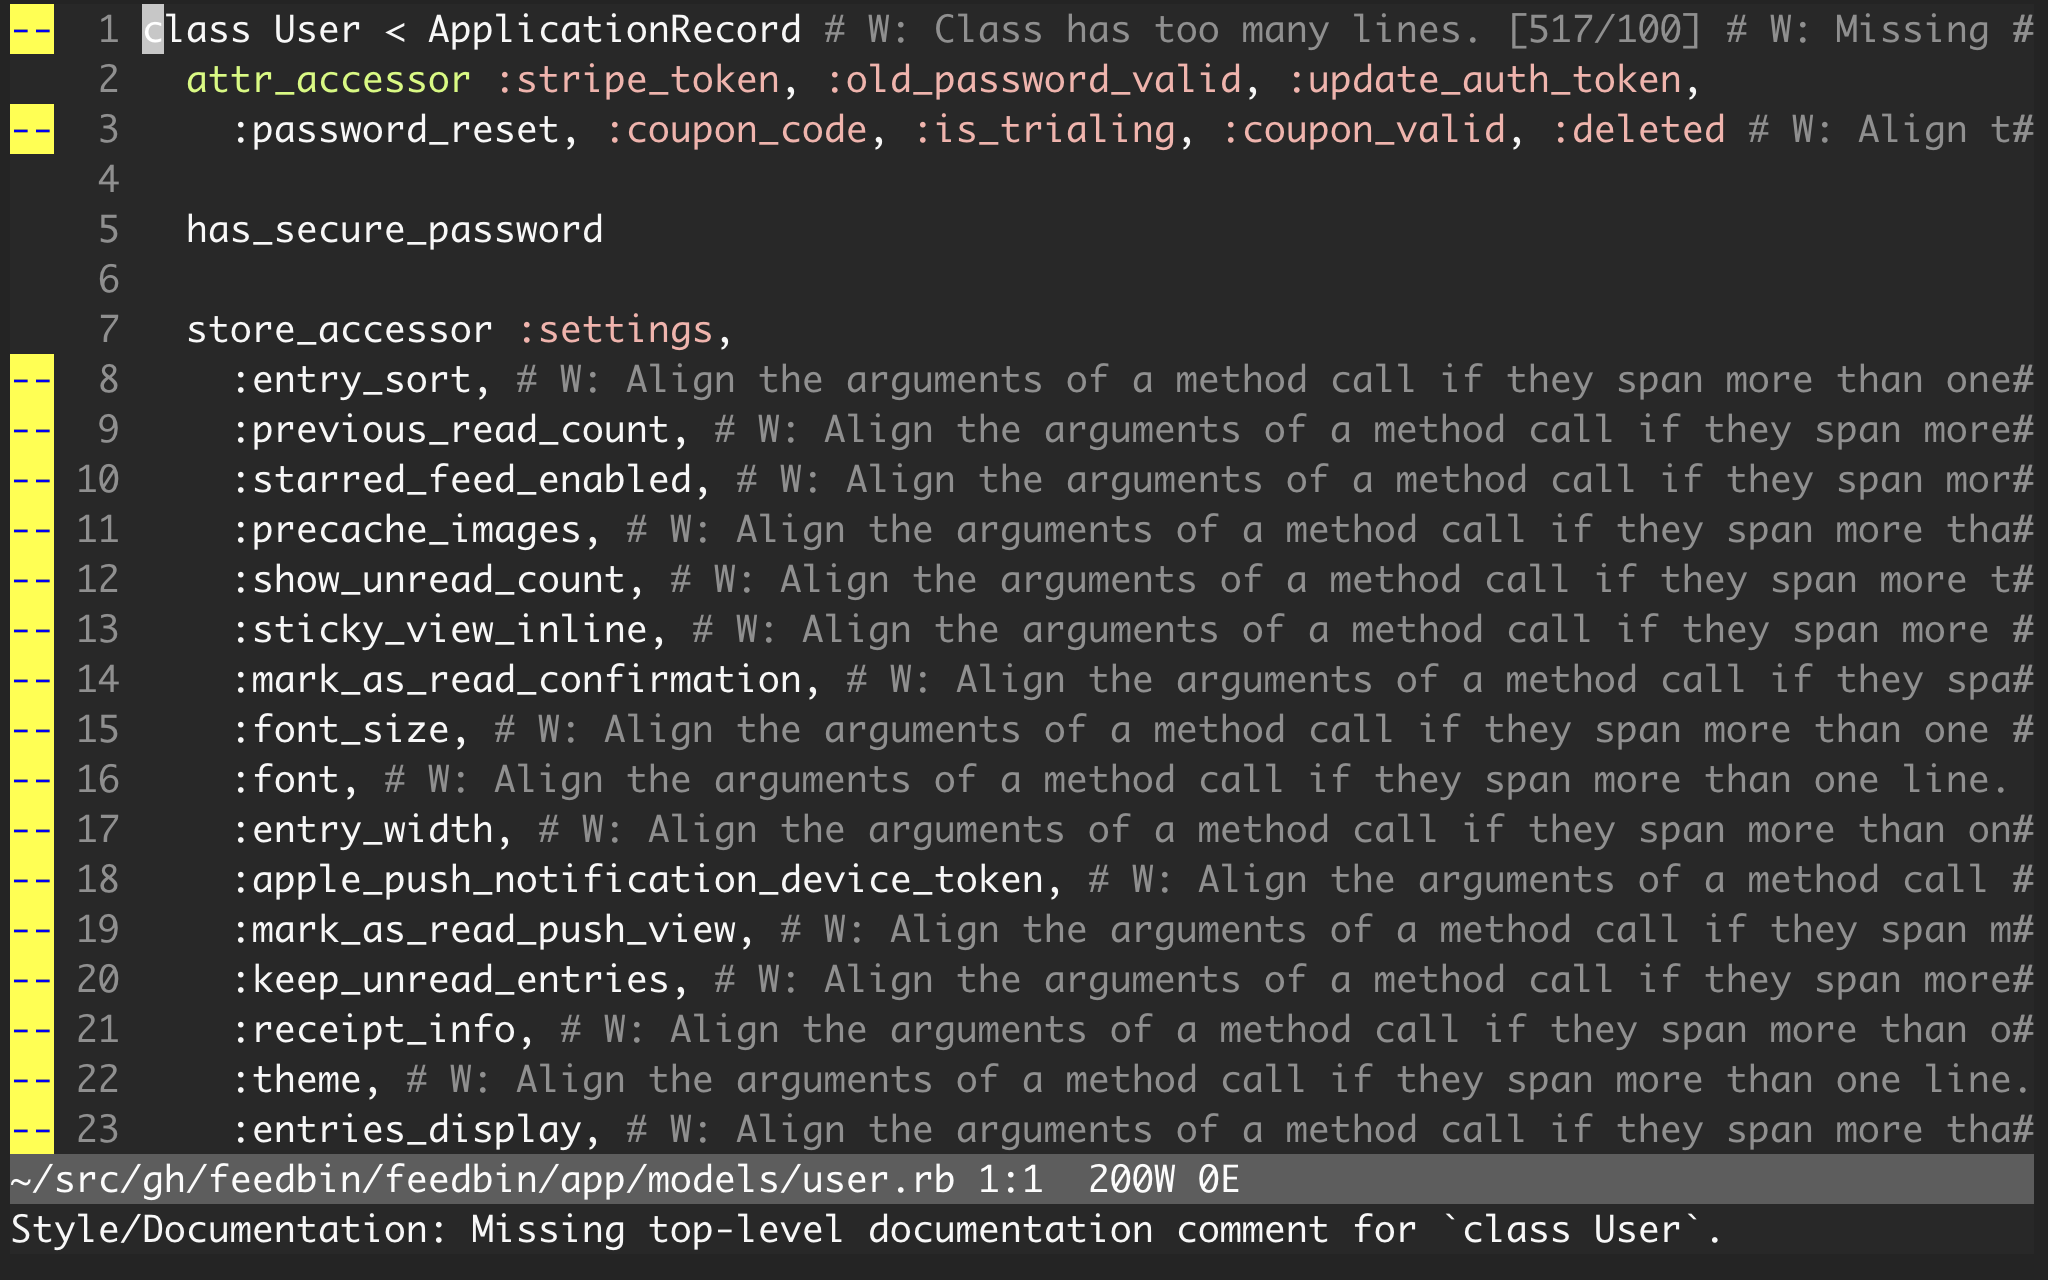 -- 1 class User < ApplicationRecord # W: Class has too many lines. [517/100] # W: Missing #
2 attr_accessor :stripe_token, :old_password_valid, :update_auth_token,
-- 3 :password_reset, :coupon_code, :is_trialing, :coupon_valid, :deleted # W: Align t#
4
5 has_secure_password
6
7 store_accessor :settings,
-- 8 :entry_sort, # W: Align the arguments of a method call if they span more than one#
-- 9 :previous_read_count, # W: Align the arguments of a method call if they span more#
-- 10 :starred_feed_enabled, # W: Align the arguments of a method call if they span mor#
-- 11 :precache_images, # W: Align the arguments of a method call if they span more tha#
-- 12 :show_unread_count, # W: Align the arguments of a method call if they span more t#
-- 13 :sticky_view_inline, # W: Align the arguments of a method call if they span more #
-- 14 :mark_as_read_confirmation, # W: Align the arguments of a method call if they spa#
-- 15 :font_size, # W: Align the arguments of a method call if they span more than one #
-- 16 :font, # W: Align the arguments of a method call if they span more than one line.
-- 17 :entry_width, # W: Align the arguments of a method call if they span more than on#
-- 18 :apple_push_notification_device_token, # W: Align the arguments of a method call #
-- 19 :mark_as_read_push_view, # W: Align the arguments of a method call if they span m#
-- 20 :keep_unread_entries, # W: Align the arguments of a method call if they span more#
-- 21 :receipt_info, # W: Align the arguments of a method call if they span more than o#
-- 22 :theme, # W: Align the arguments of a method call if they span more than one line.
-- 23 :entries_display, # W: Align the arguments of a method call if they span more tha#
~/src/gh/feedbin/feedbin/app/models/user.rb 1:1  200W 0E
Style/Documentation: Missing top-level documentation comment for `class User`.